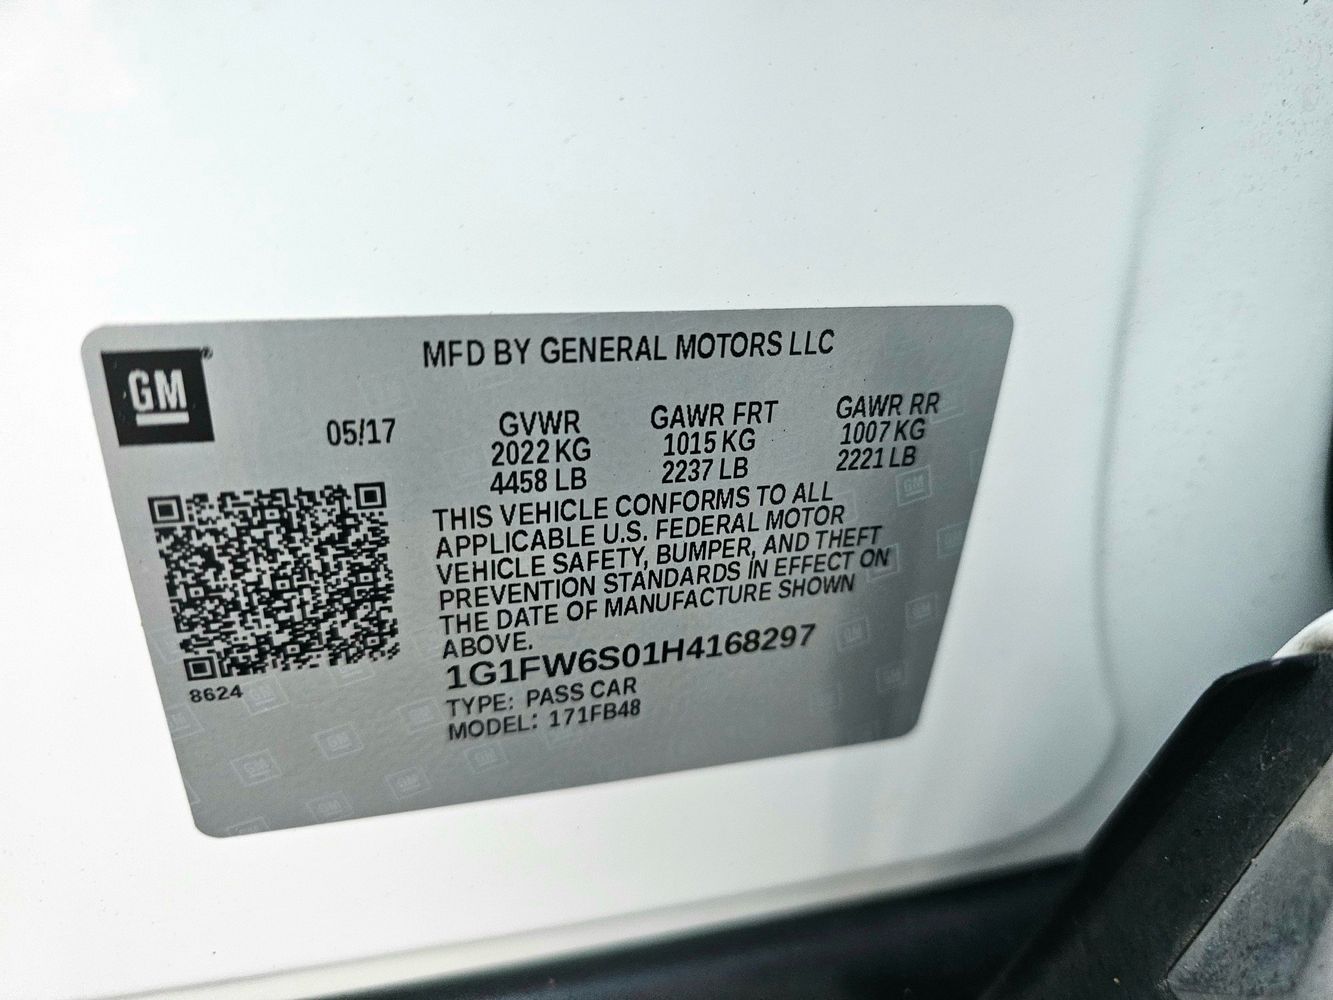 GM
MFD BY GENERAL MOTORS LLC
05/17
GVWR GAWR FRT GAWR RR
2022 KG 1015 KG 1007 KG
4458 LB 2237 LB 2221 LB
THIS VEHICLE CONFORMS TO ALL
APPLICABLE U.S. FEDERAL MOTOR
VEHICLE SAFETY, BUMPER, AND THEFT
PREVENTION STANDARDS IN EFFECT ON
THE DATE OF MANUFACTURE SHOWN
ABOVE.
1G1FW6S01H4168297
TYPE: PASS CAR
MODEL: 171FB48
8624